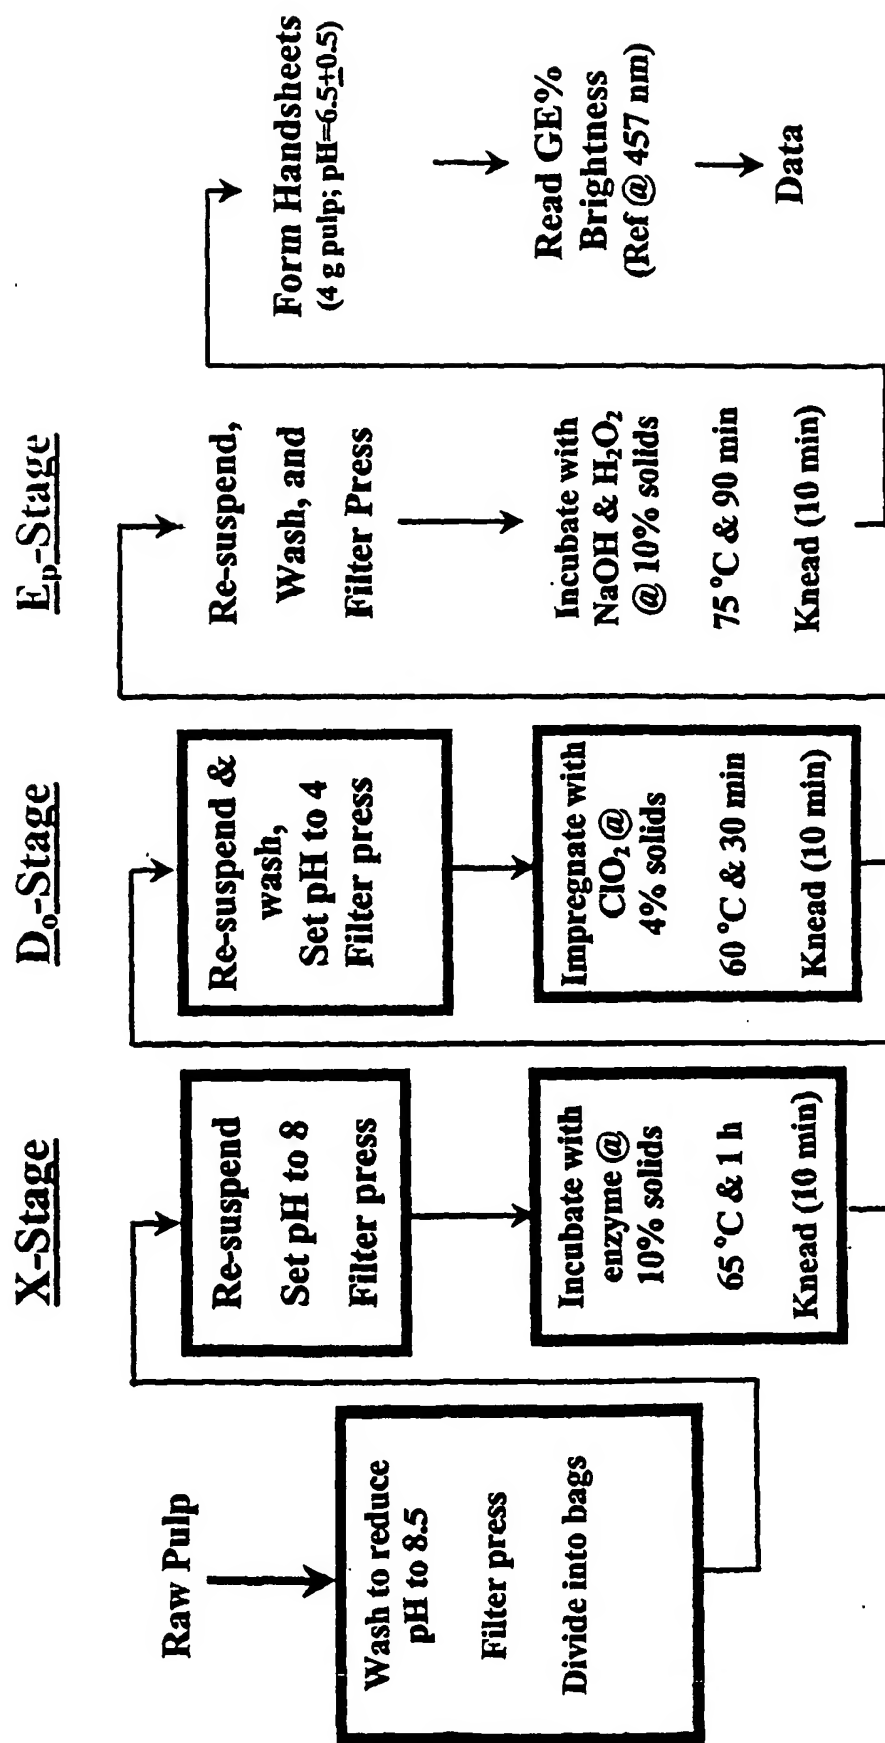 Raw Pulp
Wash to reduce
pH to 8.5
Filter press
Divide into bags
X-Stage
Re-suspend
Set pH to 8
Filter press
Incubate with
enzyme @
10% solids
65 °C & 1 h
Knead (10 min)
Do-Stage
Re-suspend &
wash,
Set pH to 4
Filter press
Impregnate with
ClO₂ @
4% solids
60 °C & 30 min
Knead (10 min)
Ep-Stage
Re-suspend,
Wash, and
Filter Press
Incubate with
NaOH & H₂O₂
@ 10% solids
75 °C & 90 min
Knead (10 min)
Form Handsheets
(4 g pulp; pH=6.5±0.5)
Read GE%
Brightness
(Ref @ 457 nm)
Data